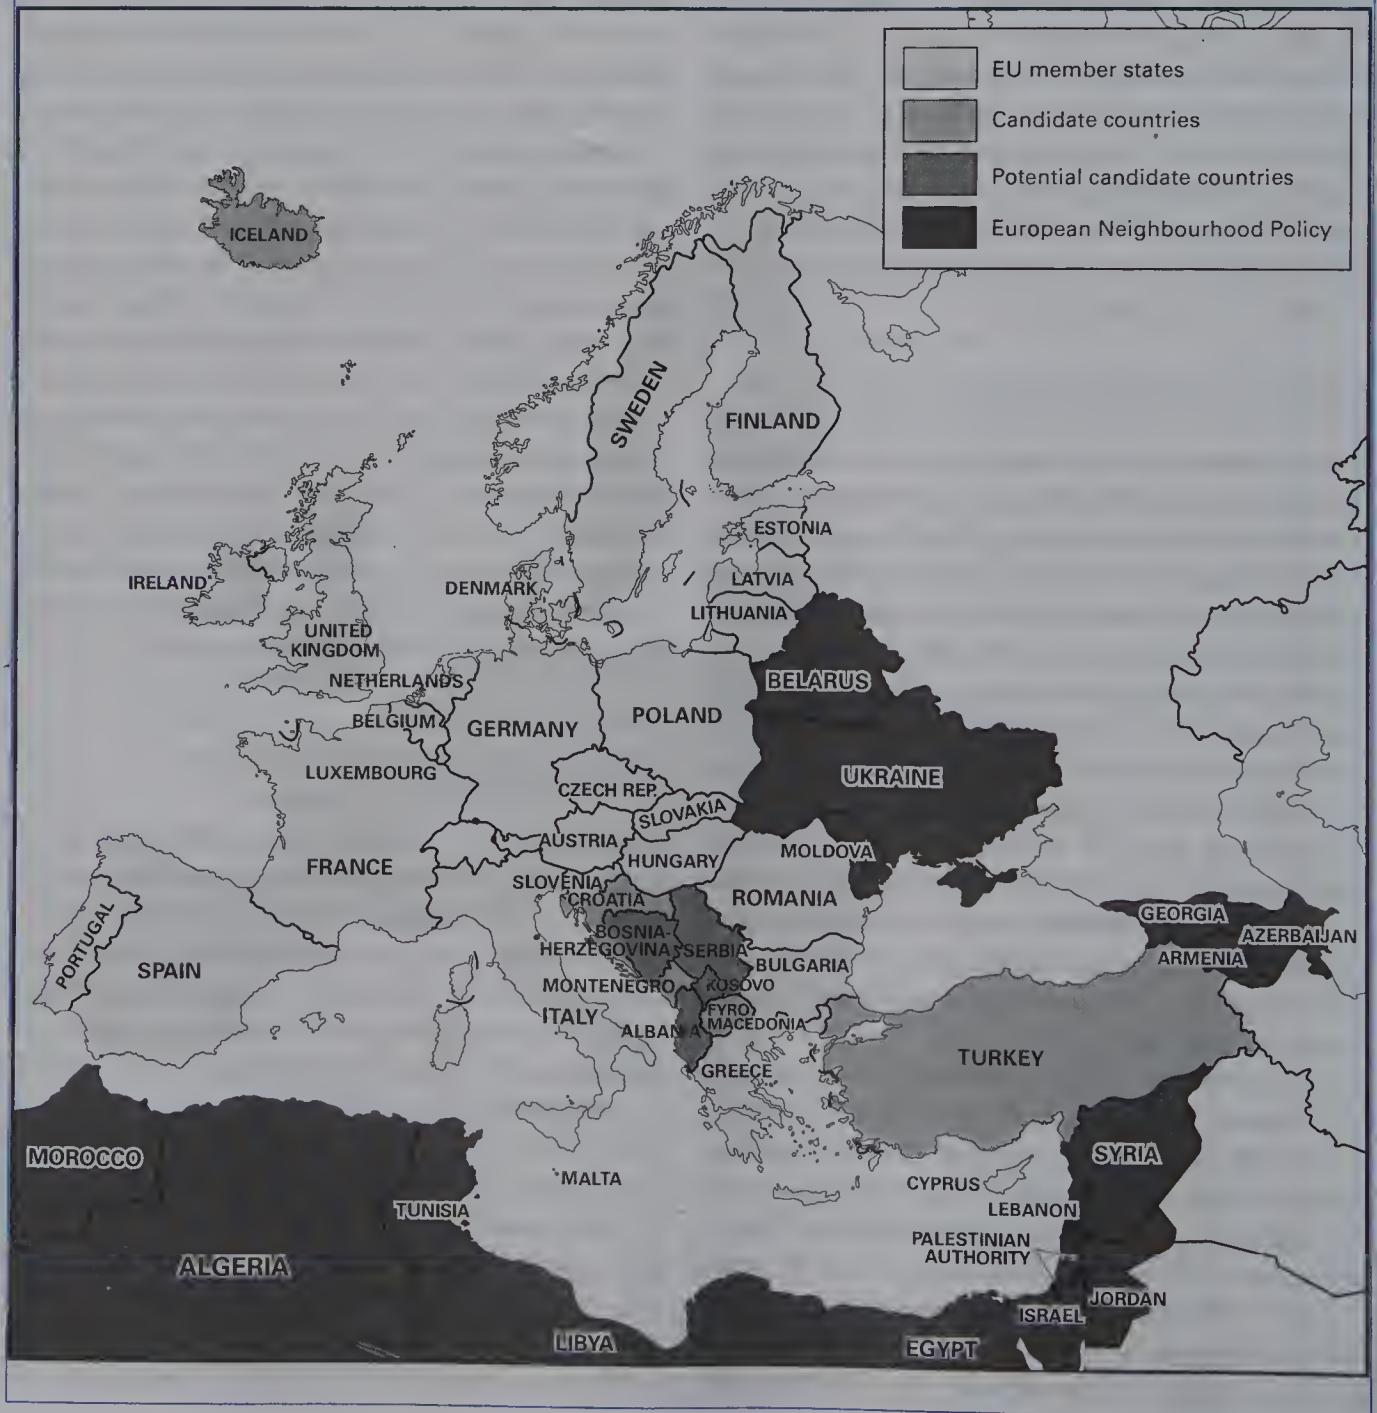 EU member states
Candidate countries
Potential candidate countries
European Neighbourhood Policy
ICELAND
SWEDEN
FINLAND
ESTONIA
IRELAND
DENMARK
LATVIA
LITHUANIA
UNITED
KINGDOM
NETHERLANDS
BELARUS
BELGIUM
GERMANY
POLAND
LUXEMBOURG
UKRAINE
CZECH REP.
SLOVAKIA
AUSTRIA
MOLDOVA
FRANCE
HUNGARY
SLOVENIA
CROATIA
ROMANIA
GEORGIA
PORTUGAL
BOSNIA-
HERZEGOVINA
SERBIA
AZERBAIJAN
SPAIN
BULGARIA
ARMENIA
MONTENEGRO
KOSOVO
ITALY
FYRO
MACEDONIA
ALBANIA
TURKEY
GREECE
MOROCCO
SYRIA
MALTA
CYPRUS
TUNISIA
LEBANON
PALESTINIAN
AUTHORITY
ALGERIA
JORDAN
ISRAEL
LIBYA
EGYPT